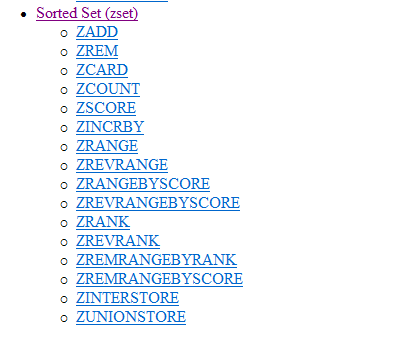 Sorted Set (zset)
ZADD
ZREM
ZCARD
ZCOUNT
ZSCORE
ZINCRBY
ZRANGE
ZREVRANGE
ZRANGEBYSCORE
ZREVRANGEBYSCORE
ZRANK
ZREVRANK
ZREMRANGEBYRANK
ZREMRANGEBYSCORE
ZINTERSTORE
ZUNIONSTORE